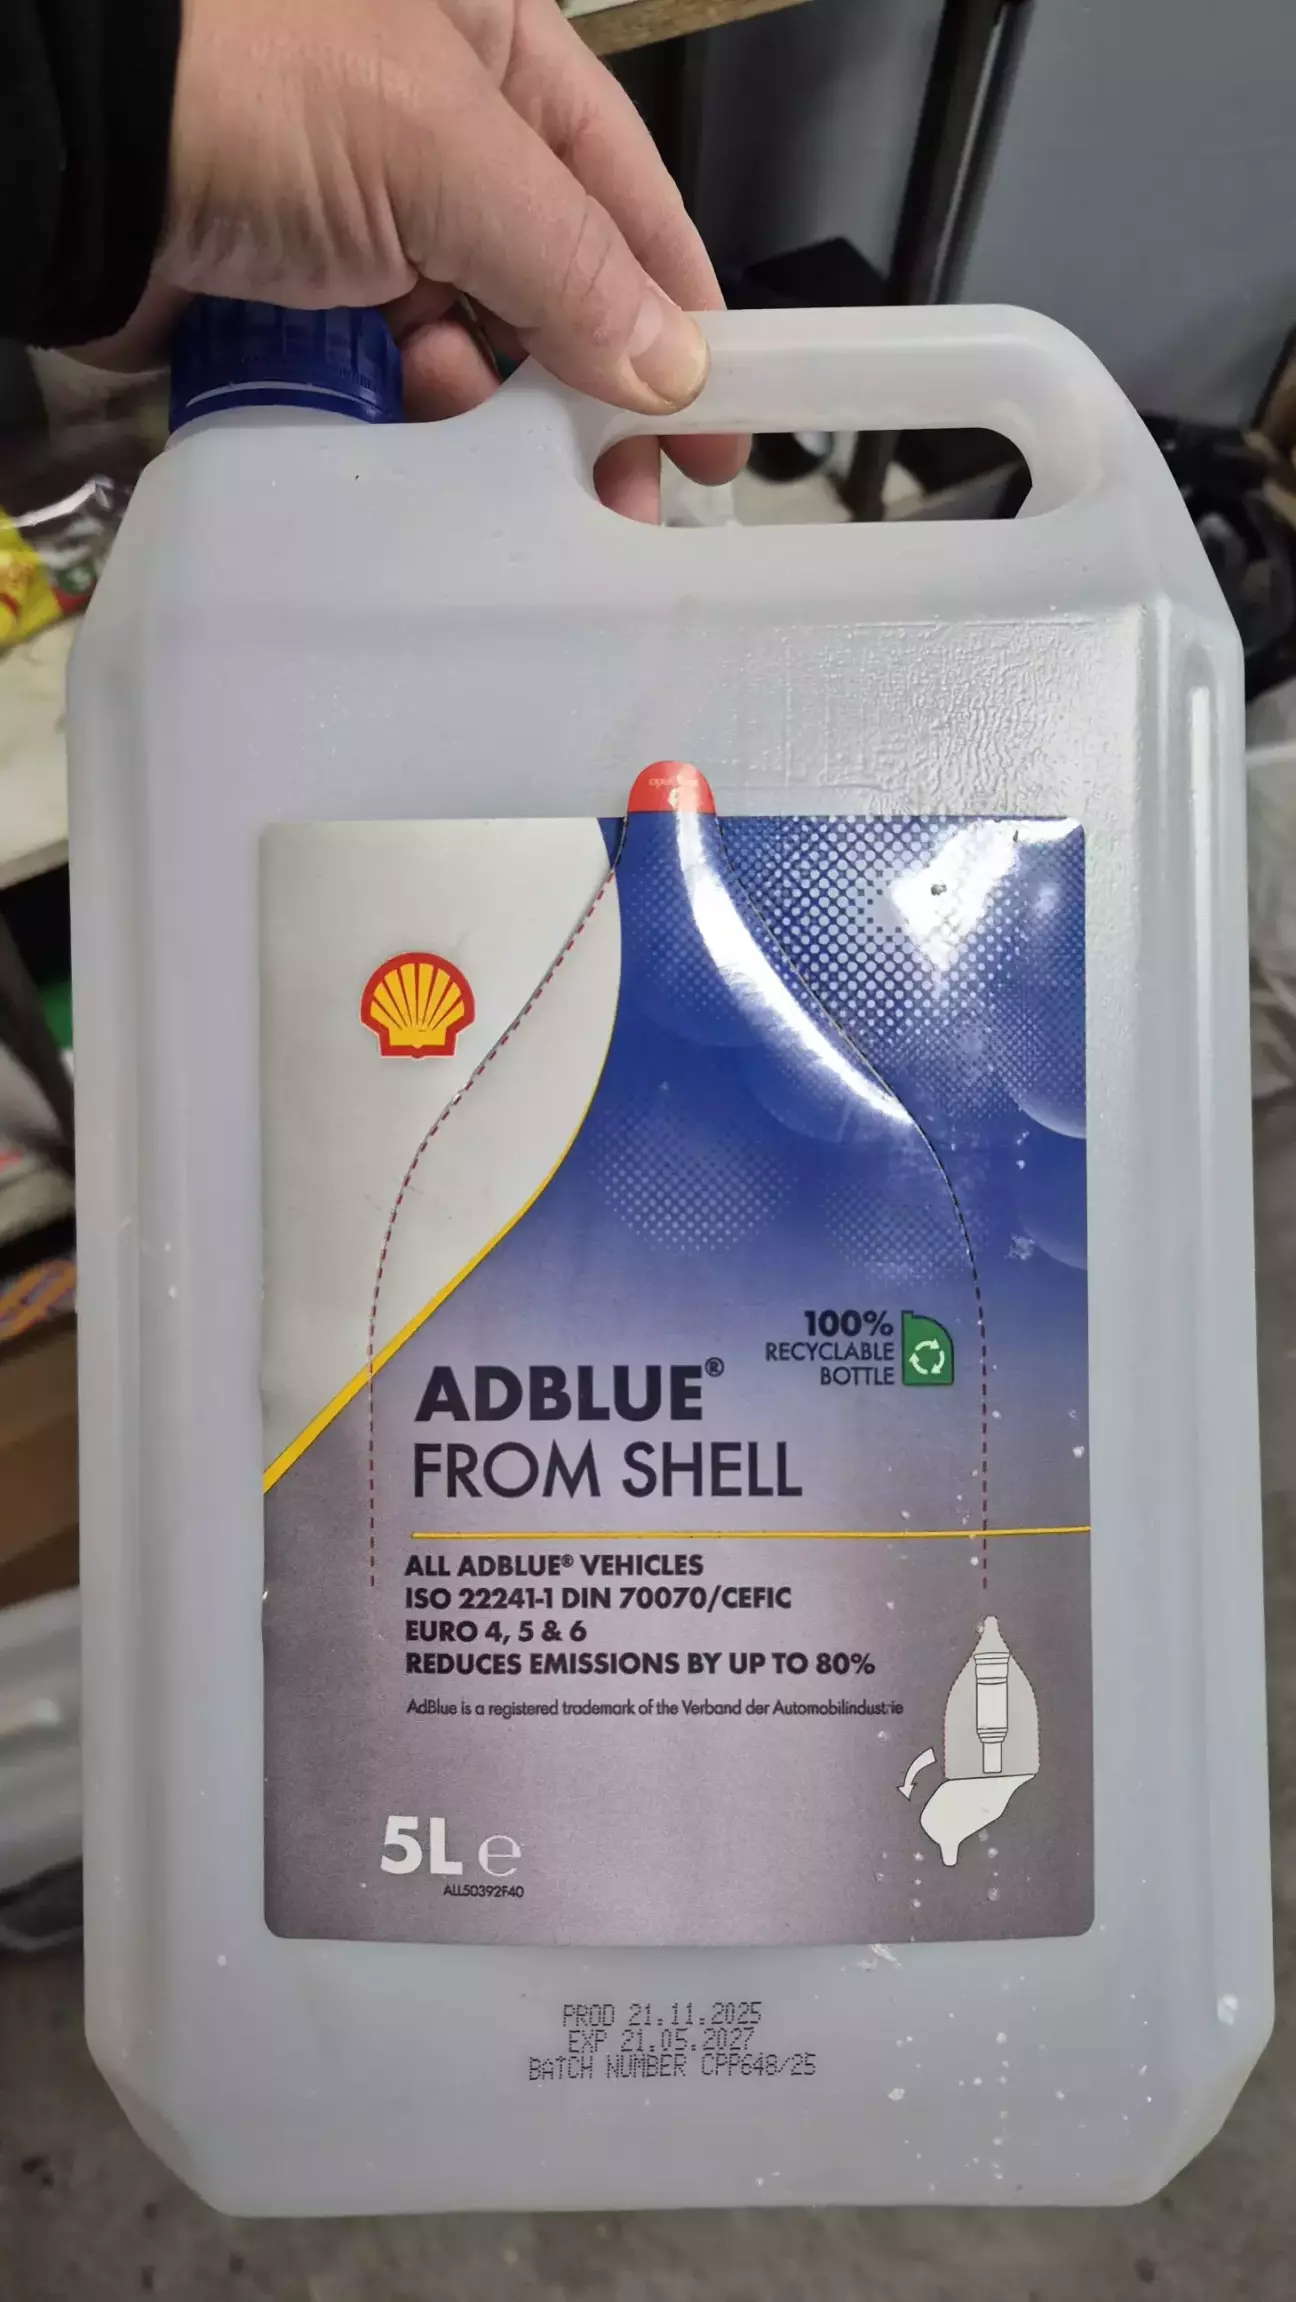 100%
RECYCLABLE
BOTTLE
ADBLUE®
FROM SHELL
ALL ADBLUE® VEHICLES
ISO 22241-1 DIN 70070/CEFIC
EURO 4, 5 & 6
REDUCES EMISSIONS BY UP TO 80%
AdBlue is a registered trademark of the Verband der Automobilindustrie
5L e
ALL50392F40
PROD 21.11.2025
EXP 21.05.2027
BATCH NUMBER CPP648/25